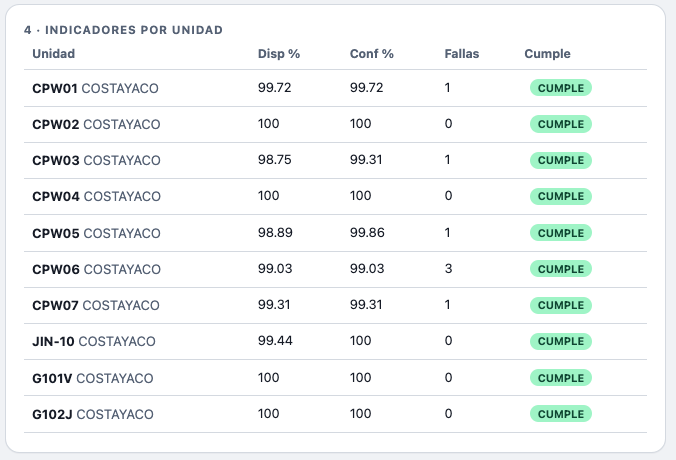 4 · INDICADORES POR UNIDAD
Unidad Disp % Conf % Fallas Cumple
CPW01 COSTAYACO 99.72 99.72 1 CUMPLE
CPW02 COSTAYACO 100 100 0 CUMPLE
CPW03 COSTAYACO 98.75 99.31 1 CUMPLE
CPW04 COSTAYACO 100 100 0 CUMPLE
CPW05 COSTAYACO 98.89 99.86 1 CUMPLE
CPW06 COSTAYACO 99.03 99.03 3 CUMPLE
CPW07 COSTAYACO 99.31 99.31 1 CUMPLE
JIN-10 COSTAYACO 99.44 100 0 CUMPLE
G101V COSTAYACO 100 100 0 CUMPLE
G102J COSTAYACO 100 100 0 CUMPLE